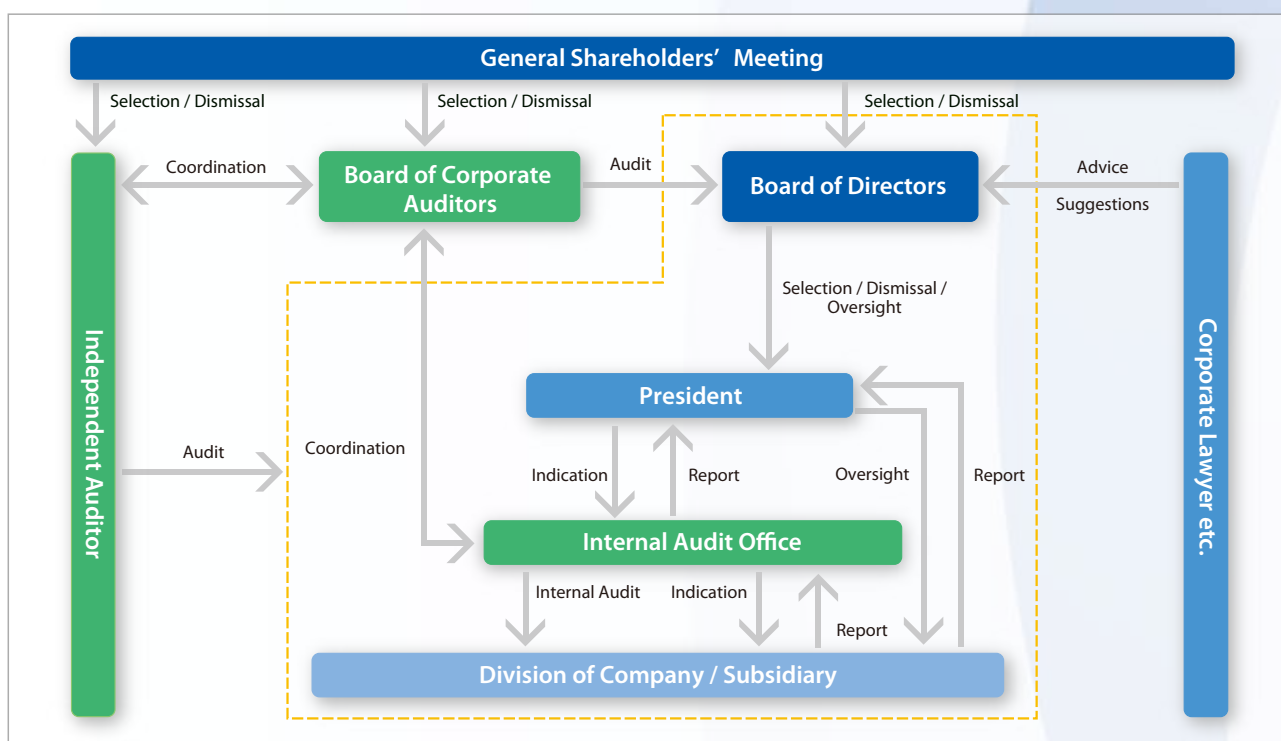 General Shareholders’ Meeting
Selection / Dismissal
Selection / Dismissal
Selection / Dismissal
Coordination
Board of Corporate
Auditors
Audit
Board of Directors
Advice
Suggestions
Selection / Dismissal /
Oversight
Independent Auditor
Corporate Lawyer etc.
President
Audit
Coordination
Indication
Report
Oversight
Report
Internal Audit Office
Internal Audit
Indication
Report
Division of Company / Subsidiary